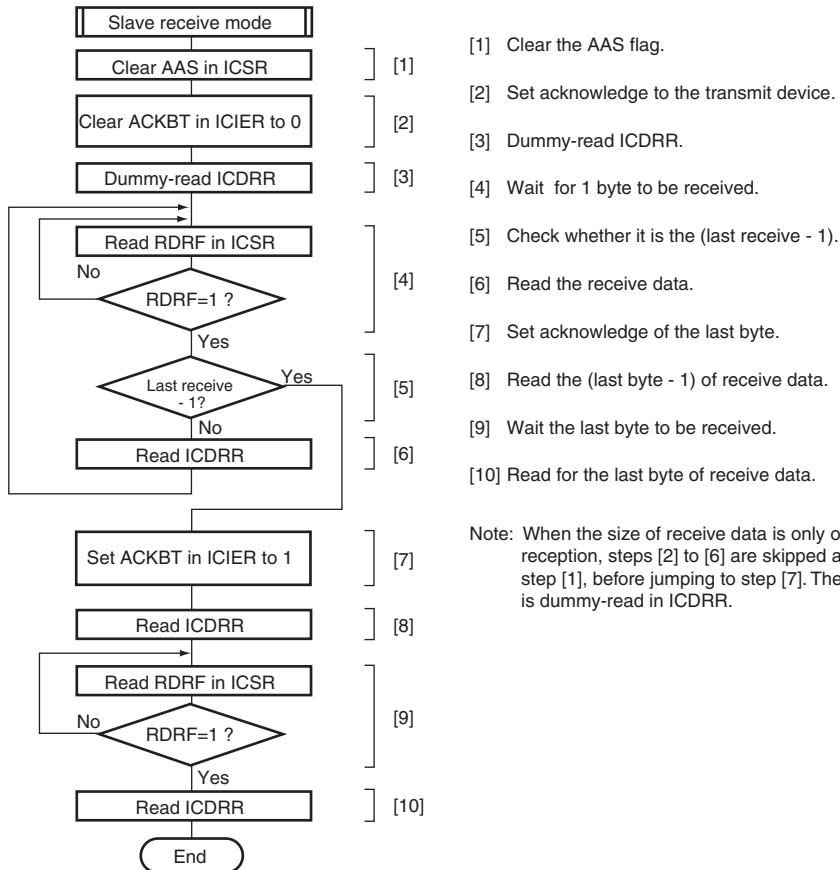 Slave receive mode
Clear AAS in ICSR
[1]
Clear ACKBT in ICIER to 0
[2]
Dummy-read ICDRR
[3]
Read RDRF in ICSR
No
RDRF=1 ?
[4]
Yes
Last receive
- 1?
Yes
[5]
No
Read ICDRR
[6]
Set ACKBT in ICIER to 1
[7]
Read ICDRR
[8]
Read RDRF in ICSR
No
RDRF=1 ?
[9]
Yes
Read ICDRR
[10]
End
[1] Clear the AAS flag.
[2] Set acknowledge to the transmit device.
[3] Dummy-read ICDRR.
[4] Wait for 1 byte to be received.
[5] Check whether it is the (last receive - 1).
[6] Read the receive data.
[7] Set acknowledge of the last byte.
[8] Read the (last byte - 1) of receive data.
[9] Wait the last byte to be received.
[10] Read for the last byte of receive data.
Note: When the size of receive data is only
reception, steps [2] to [6] are skipped
step [1], before jumping to step [7].
is dummy-read in ICDRR.